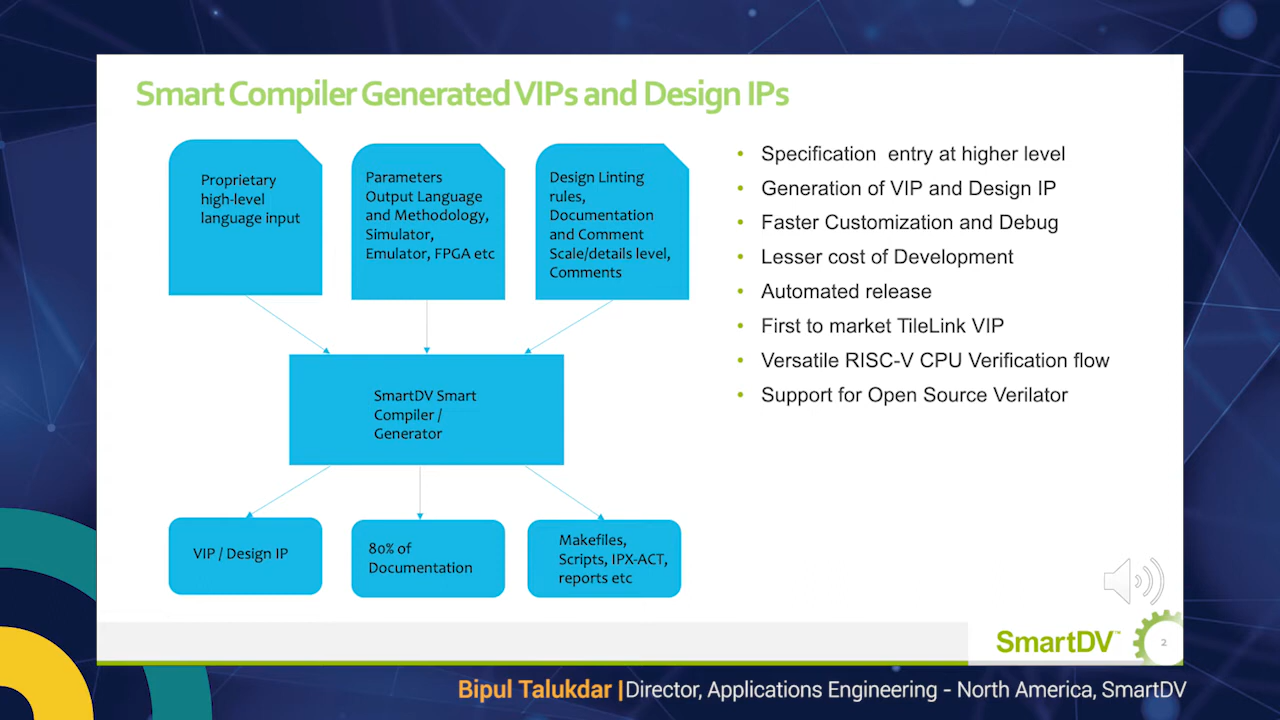 Smart Compiler Generated VIPs and Design IPs
Proprietary
high-level
language input
Parameters
Output Language
and Methodology,
Simulator,
Emulator, FPGA etc
Design Linting
rules,
Documentation
and Comment
Scale/details level,
Comments
SmartDV Smart
Compiler /
Generator
VIP / Design IP
80% of
Documentation
Makefiles,
Scripts, IPX-ACT,
reports etc
• Specification entry at higher level
• Generation of VIP and Design IP
• Faster Customization and Debug
• Lesser cost of Development
• Automated release
• First to market TileLink VIP
• Versatile RISC-V CPU Verification flow
• Support for Open Source Verilator
SmartDV™
2
Bipul Talukdar | Director, Applications Engineering - North America, SmartDV